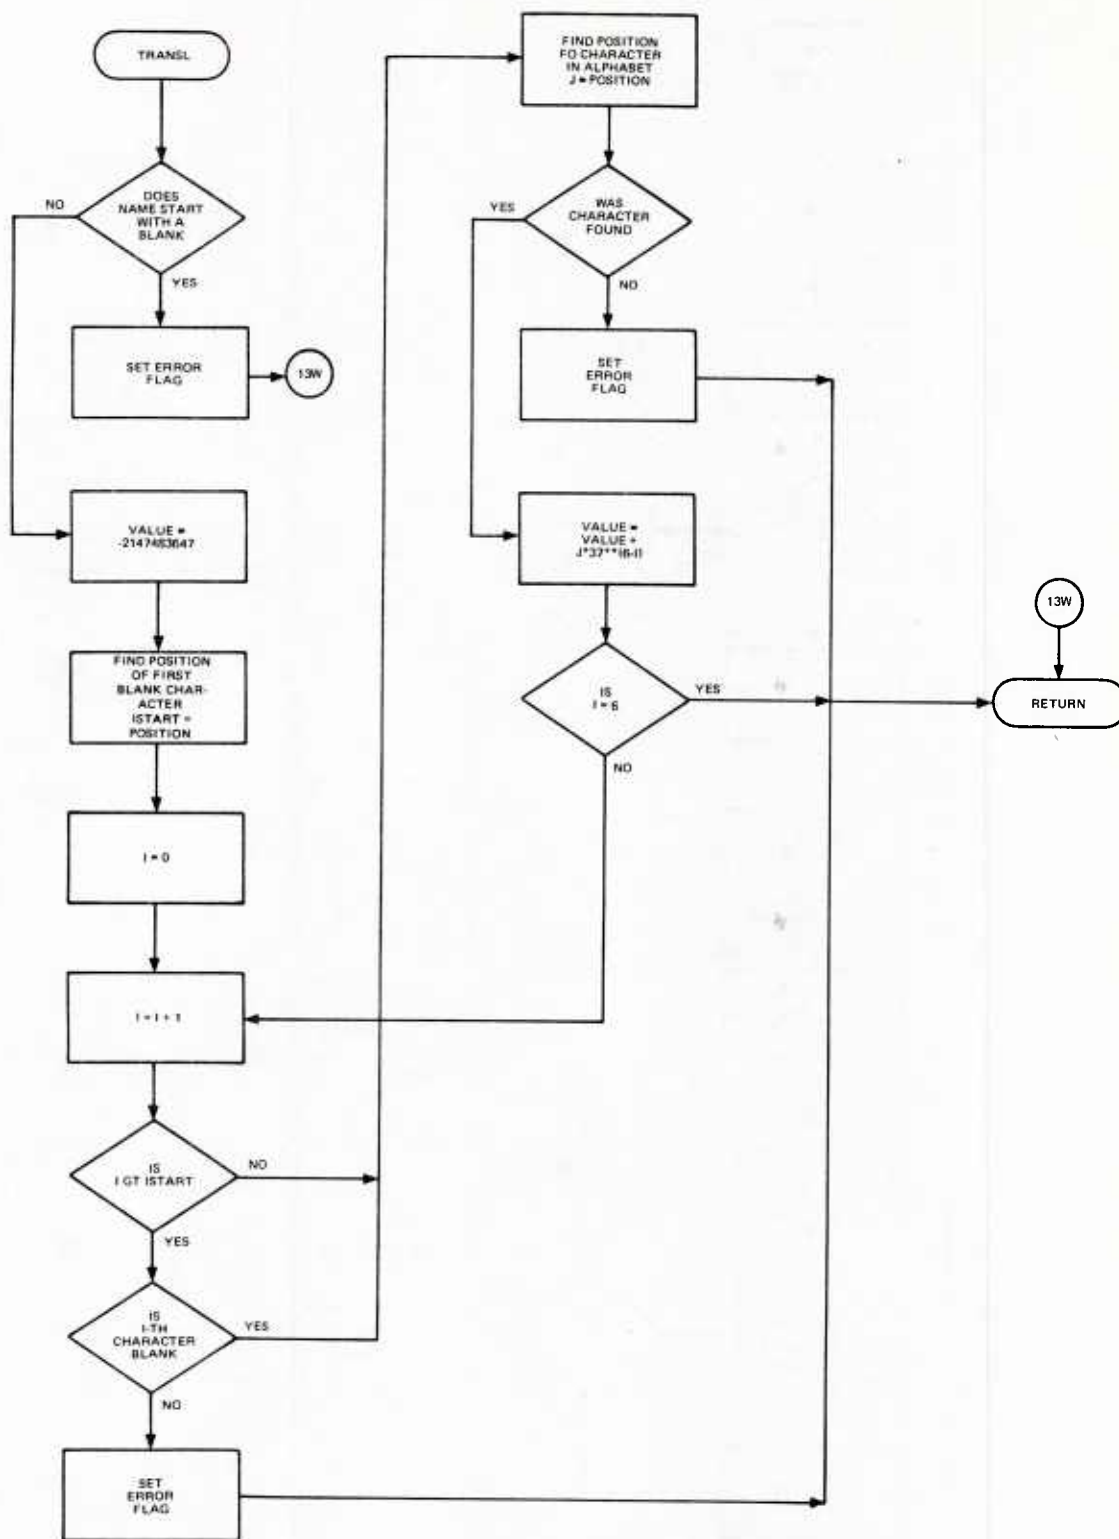 TRANSL
DOES
NAME START
WITH A
BLANK
NO
YES
SET ERROR
FLAG
13W
VALUE =
-2147483647
FIND POSITION
OF FIRST
BLANK CHAR-
ACTER
ISTART =
POSITION
I = 0
I = I + 1
IS
I GT ISTART
NO
YES
IS
I-TH
CHARACTER
BLANK
YES
NO
SET
ERROR
FLAG
FIND POSITION
FO CHARACTER
IN ALPHABET
J = POSITION
WAS
CHARACTER
FOUND
YES
NO
SET
ERROR
FLAG
VALUE =
VALUE +
J*37**(6-I)
IS
I = 6
YES
NO
13W
RETURN